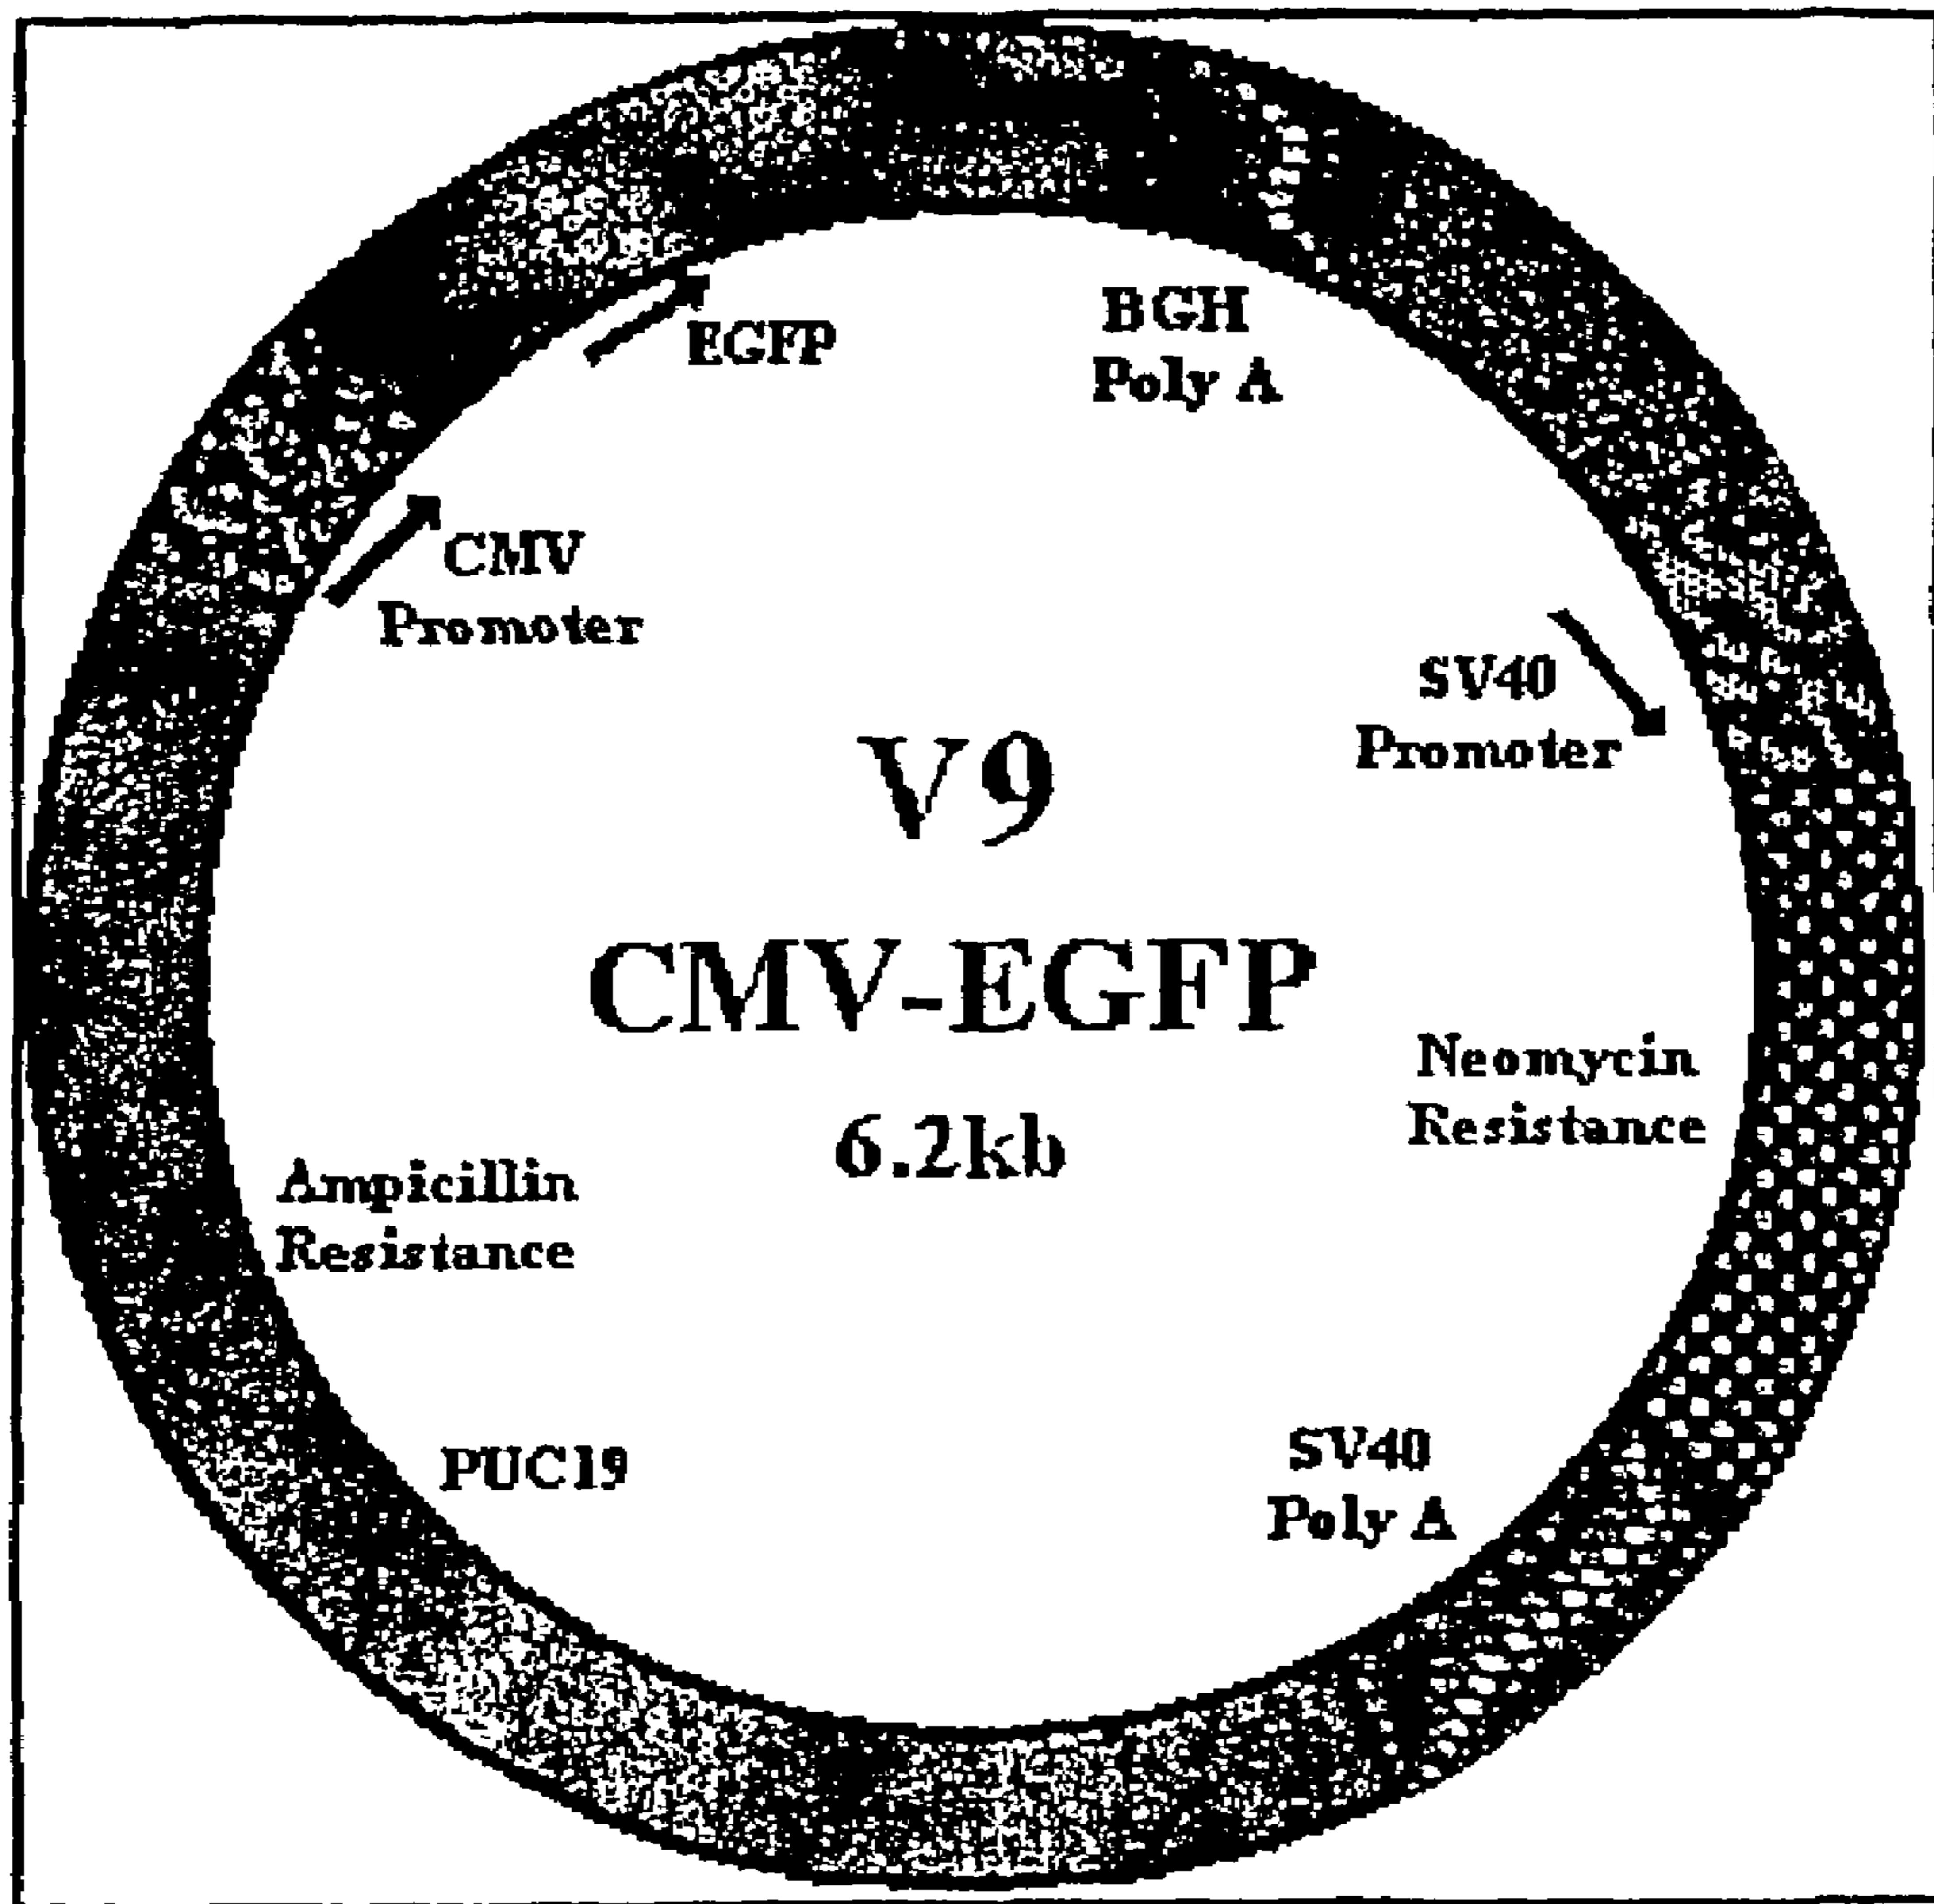 EGFP
BGH
Poly A
CMV
Promoter
SV40
Promoter
V9
CMV-EGFP
6.2kb
Neomycin
Resistance
Ampicillin
Resistance
PUC19
SV40
Poly A